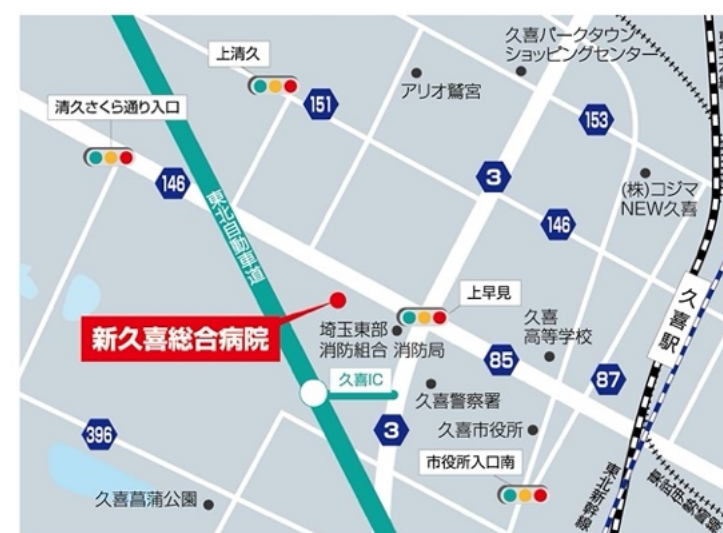 上清久
清久さくら通り入口
久喜パークタウン
ショッピングセンター
アリオ鷲宮
151
153
146
3
(株)コジマ
NEW久喜
146
東北自動車道
久喜駅
上早見
新久喜総合病院
埼玉東部
消防組合 消防局
久喜
高等学校
85
久喜IC
87
久喜警察署
3
久喜市役所
396
市役所入口南
久喜菖蒲公園
東北新幹線